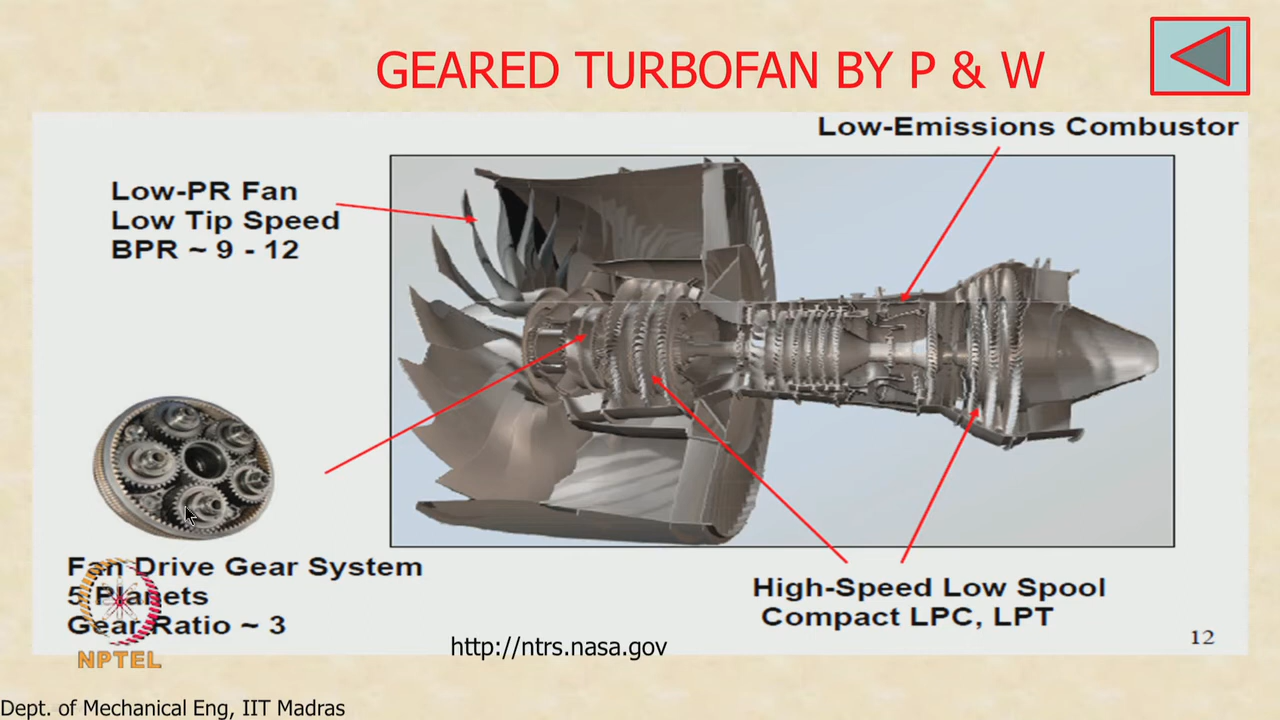 GEARED TURBOFAN BY P & W
Low-Emissions Combustor
Low-PR Fan
Low Tip Speed
BPR ~ 9 - 12
Fan Drive Gear System
5 Planets
Gear Ratio ~ 3
High-Speed Low Spool
Compact LPC, LPT
12
http://ntrs.nasa.gov
NPTEL
Dept. of Mechanical Eng, IIT Madras